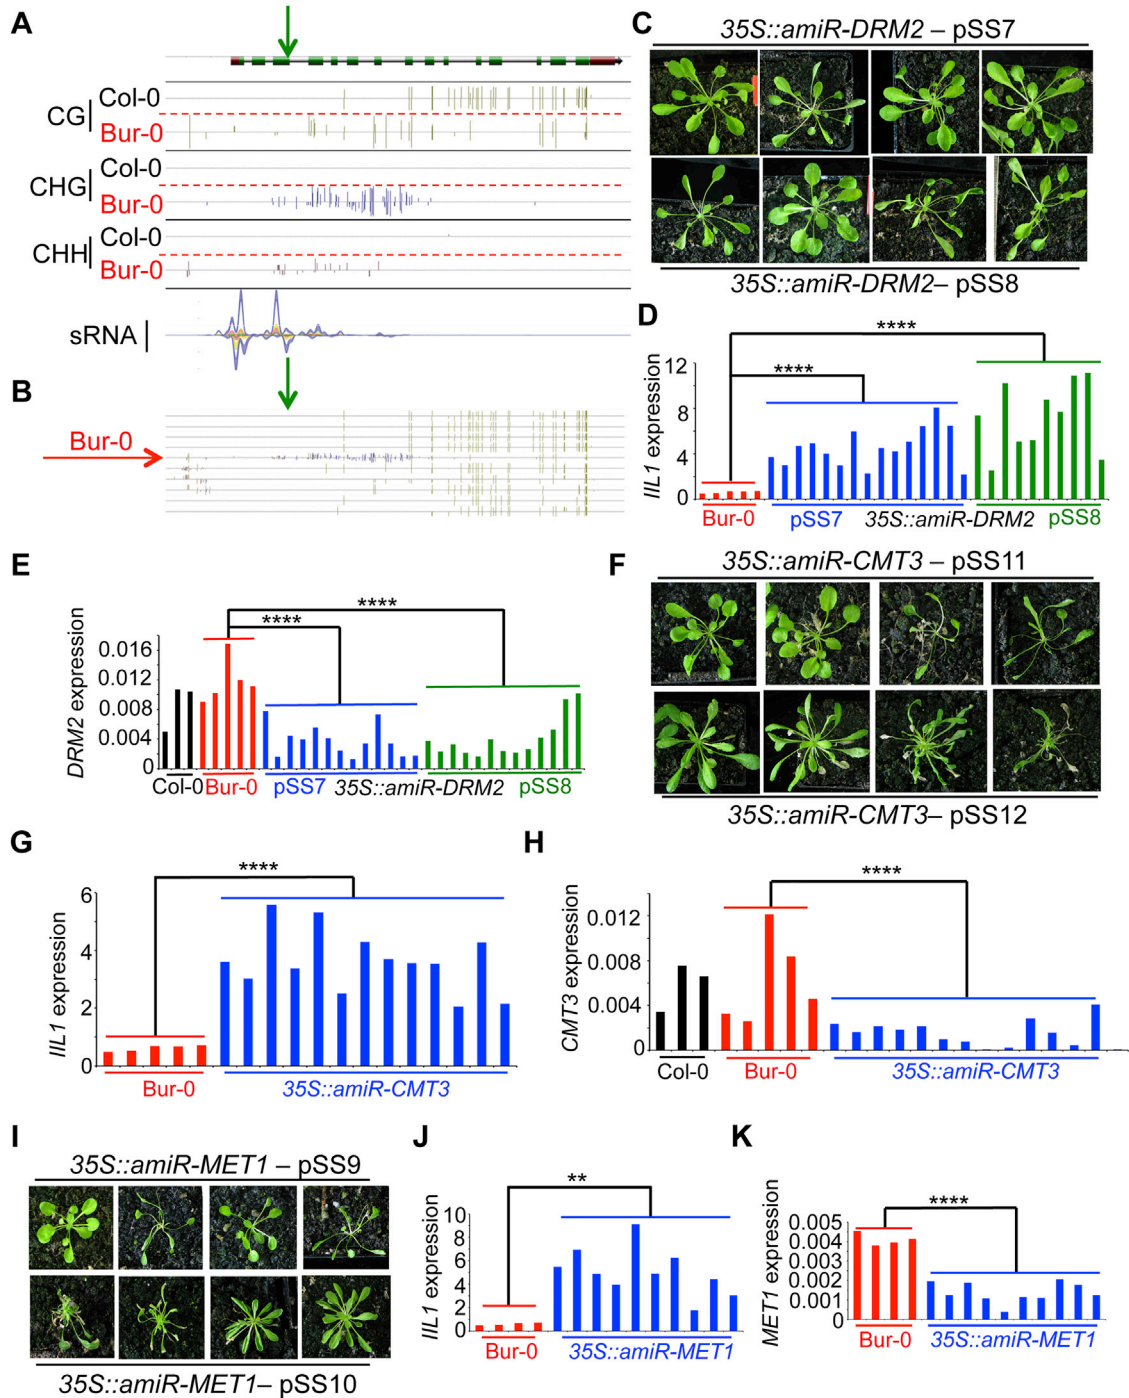 A
CG
Col-0
Bur-0
CHG
Col-0
Bur-0
CHH
Col-0
Bur-0
sRNA
B
Bur-0
C
35S::amiR-DRM2 – pSS7
35S::amiR-DRM2– pSS8
D
****
****
IIL1 expression
12
8
4
0
Bur-0
pSS7
35S::amiR-DRM2
pSS8
E
****
****
DRM2 expression
0.016
0.012
0.008
0.004
0
Col-0
Bur-0
pSS7
35S::amiR-DRM2
pSS8
F
35S::amiR-CMT3 – pSS11
35S::amiR-CMT3– pSS12
G
****
IIL1 expression
6
4
2
0
Bur-0
35S::amiR-CMT3
H
****
CMT3 expression
0.012
0.008
0.004
0
Col-0
Bur-0
35S::amiR-CMT3
I
35S::amiR-MET1 – pSS9
35S::amiR-MET1– pSS10
J
**
IIL1 expression
10
8
6
4
2
0
Bur-0
35S::amiR-MET1
K
****
MET1 expression
0.005
0.004
0.003
0.002
0.001
0
Bur-0
35S::amiR-MET1